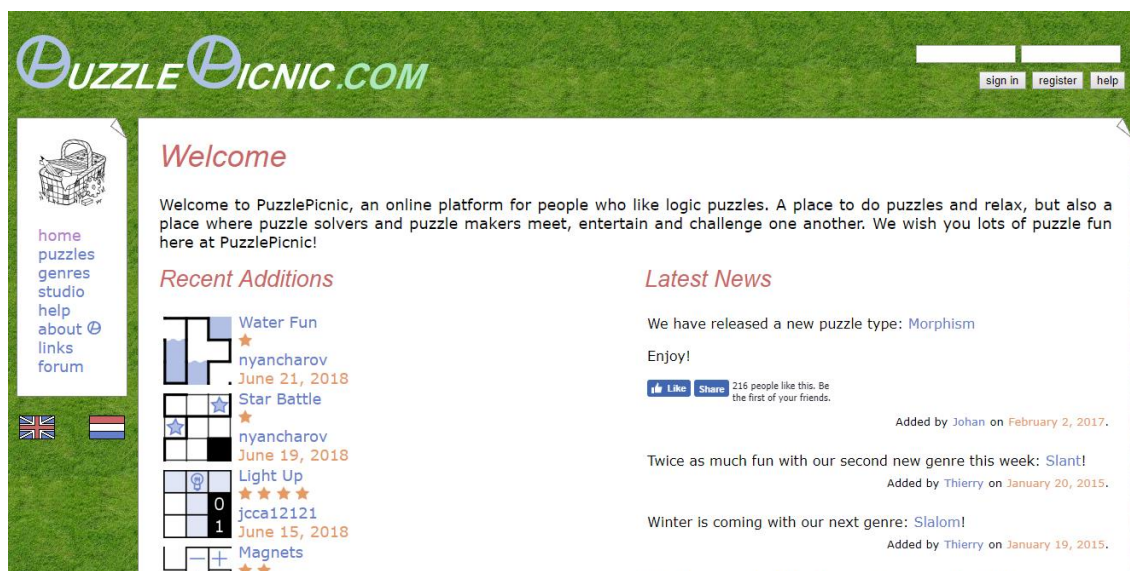 PUZZLEPICNIC.COM
sign in register help
home
puzzles
genres
studio
help
about
links
forum
Welcome
Welcome to PuzzlePicnic, an online platform for people who like logic puzzles. A place to do puzzles and relax, but also a
place where puzzle solvers and puzzle makers meet, entertain and challenge one another. We wish you lots of puzzle fun
here at PuzzlePicnic!
Recent Additions
Water Fun
nyancharov
June 21, 2018
Star Battle
nyancharov
June 19, 2018
Light Up
0
1
jcca12121
June 15, 2018
Magnets
Latest News
We have released a new puzzle type: Morphism
Enjoy!
Like Share 216 people like this. Be
the first of your friends.
Added by Johan on February 2, 2017.
Twice as much fun with our second new genre this week: Slant!
Added by Thierry on January 20, 2015.
Winter is coming with our next genre: Slalom!
Added by Thierry on January 19, 2015.